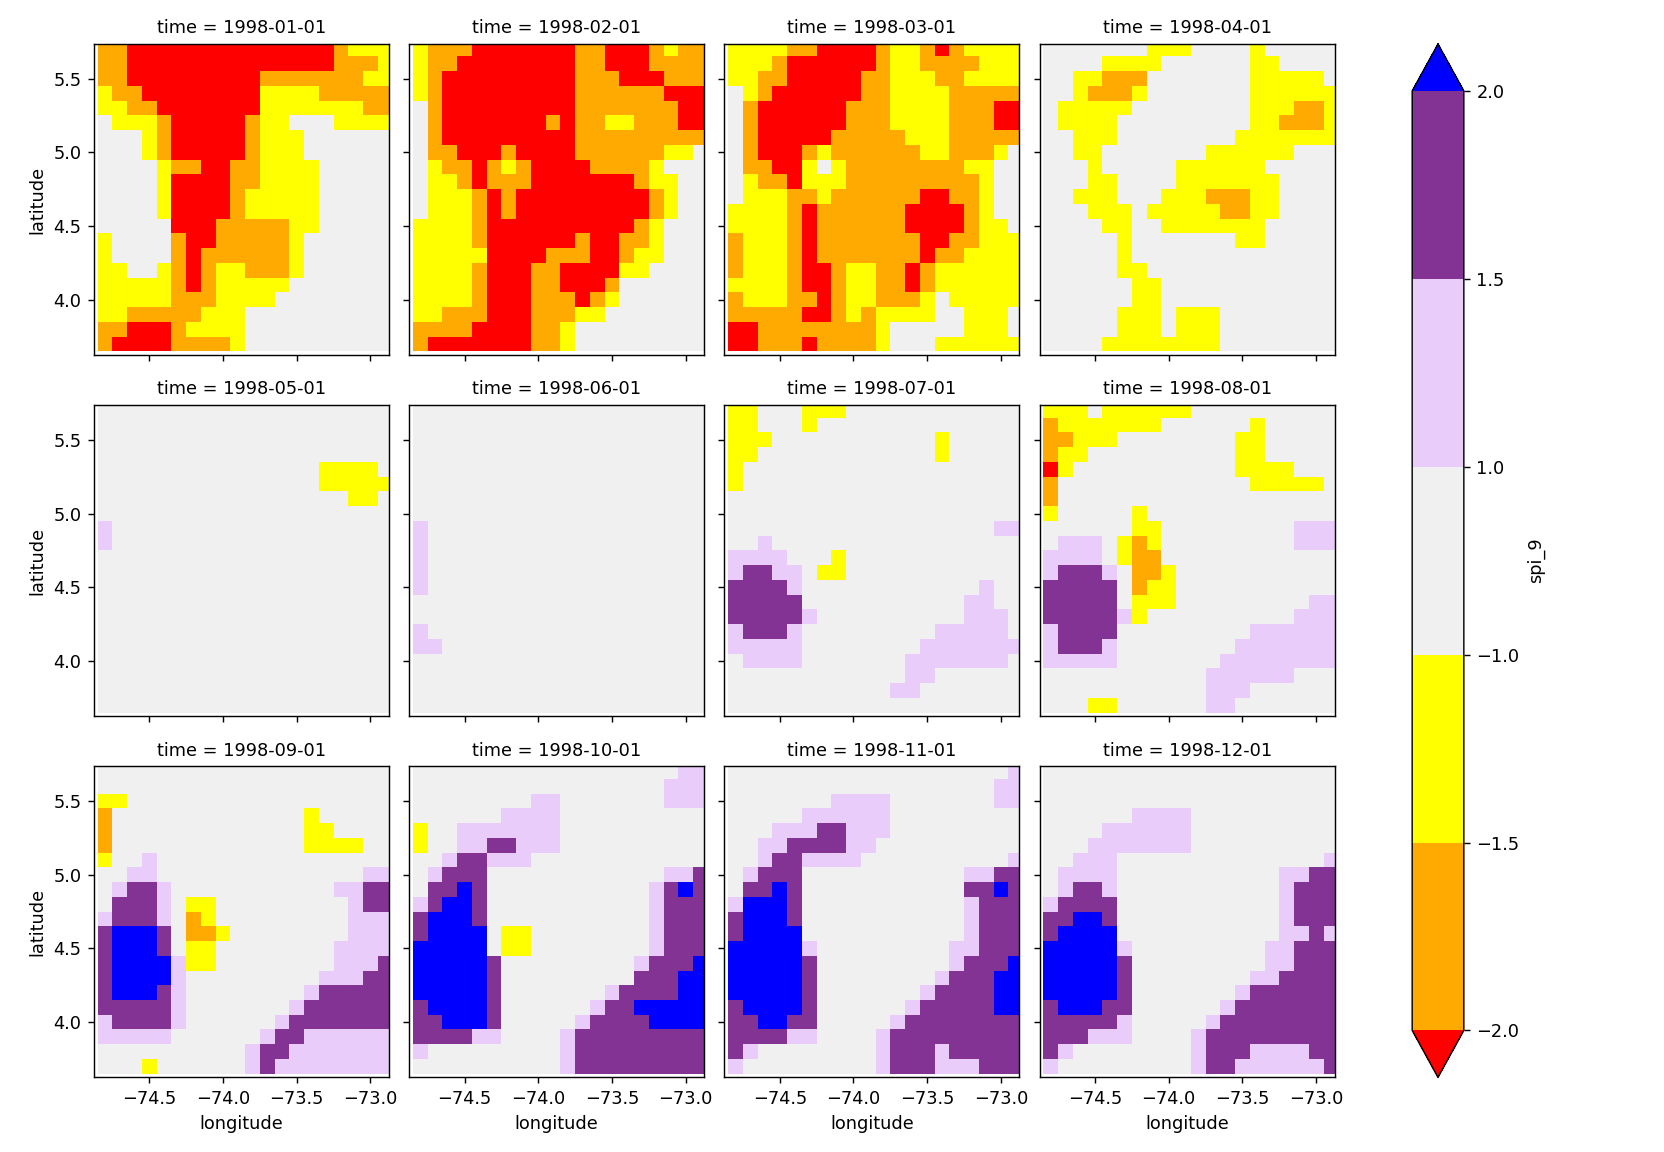 time = 1998-01-01
time = 1998-02-01
time = 1998-03-01
time = 1998-04-01
5.5
5.0
4.5
4.0
latitude
time = 1998-05-01
time = 1998-06-01
time = 1998-07-01
time = 1998-08-01
5.5
5.0
4.5
4.0
latitude
time = 1998-09-01
time = 1998-10-01
time = 1998-11-01
time = 1998-12-01
5.5
5.0
4.5
4.0
latitude
−74.5 −74.0 −73.5 −73.0
longitude
−74.5 −74.0 −73.5 −73.0
longitude
−74.5 −74.0 −73.5 −73.0
longitude
−74.5 −74.0 −73.5 −73.0
longitude
2.0
1.5
1.0
−1.0
−1.5
−2.0
spi_9